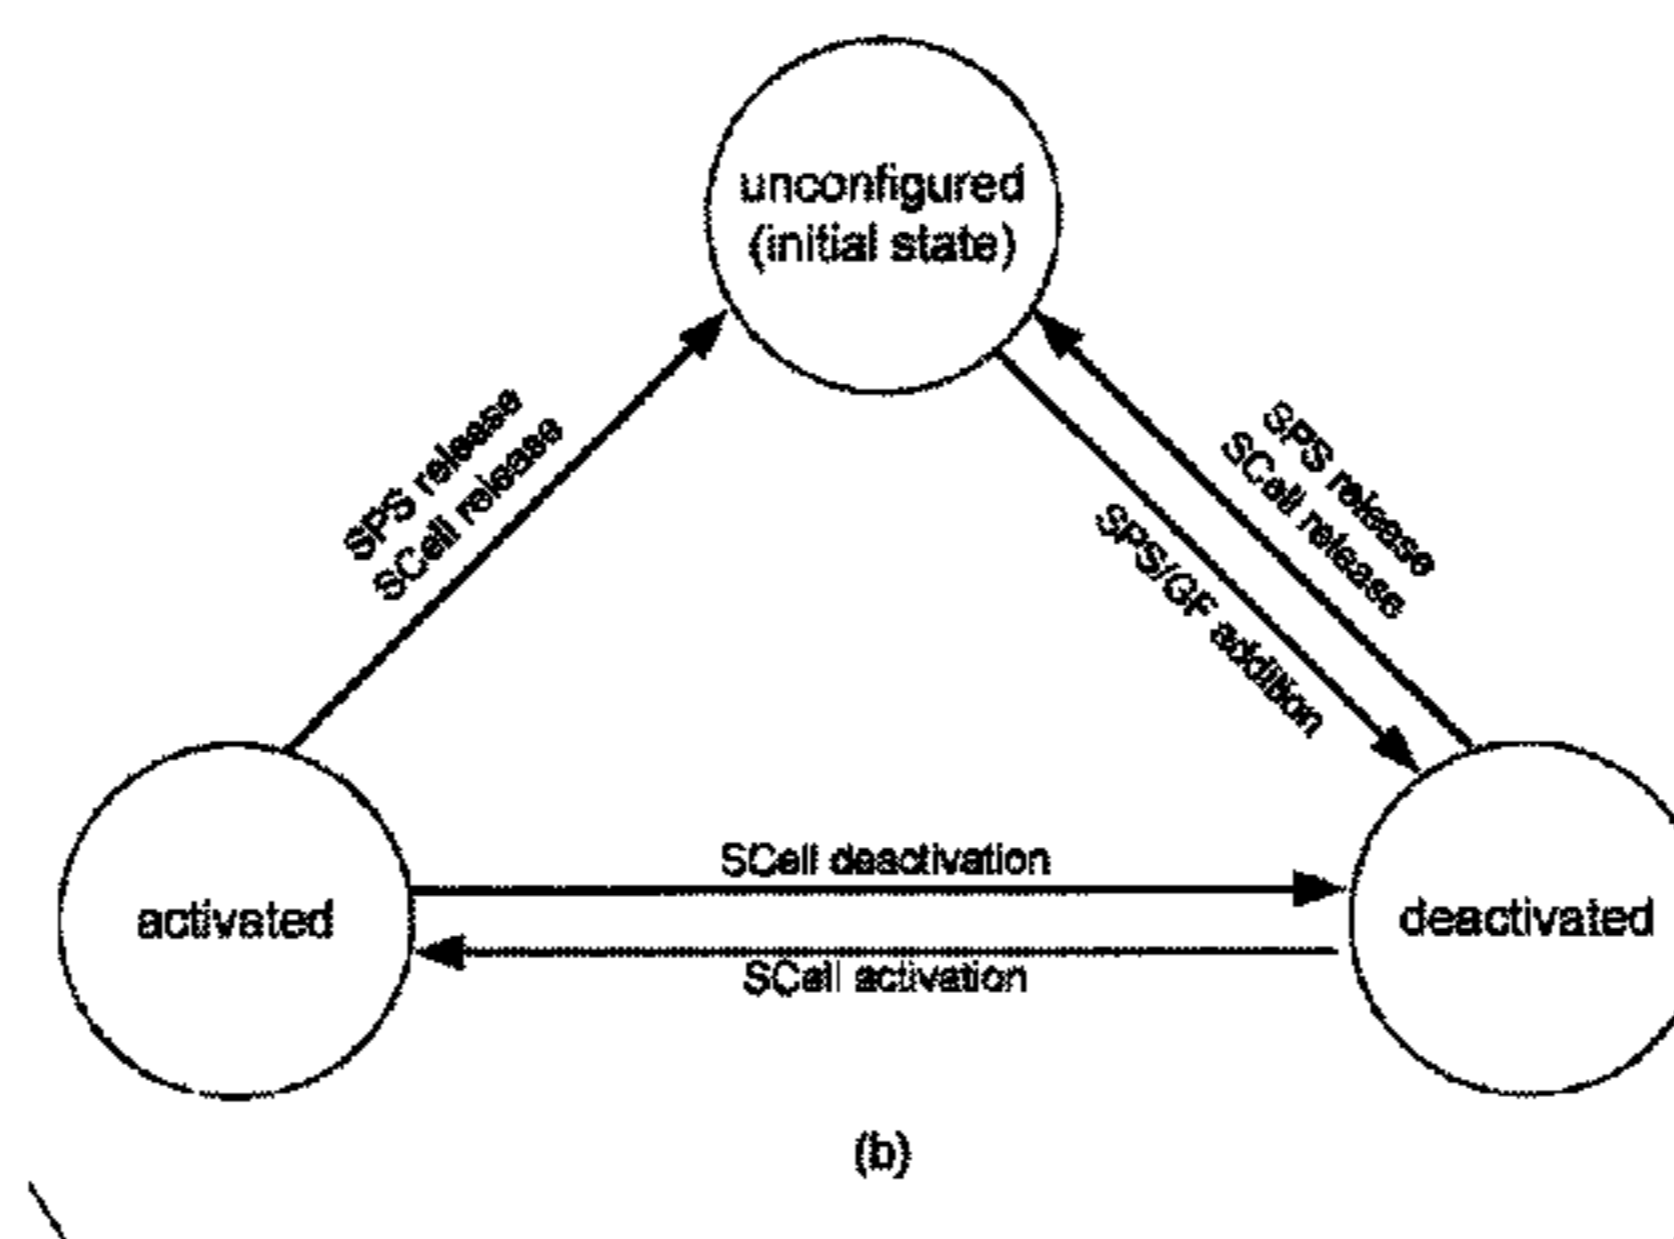 unconfigured
(initial state)
SPS release
SCell release
SPS release
SCell release
SPS/GF addition
SCell deactivation
activated
deactivated
SCell activation
(b)